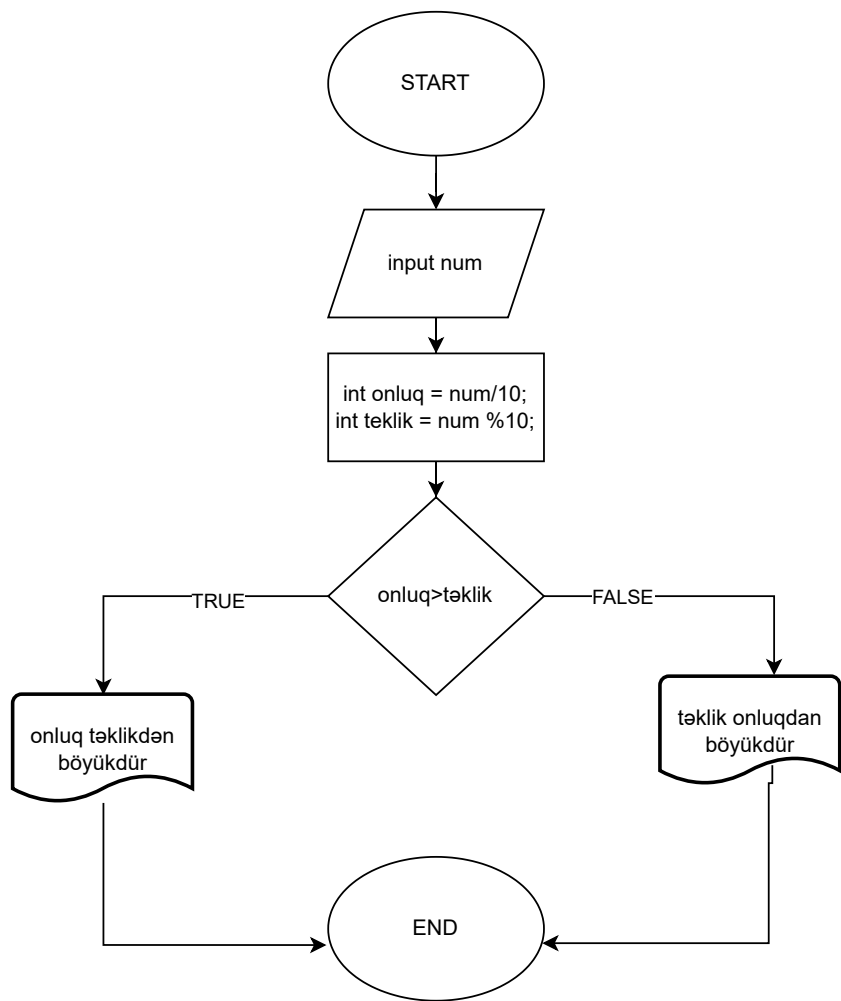 START
input num
int onluq = num/10;
int teklik = num %10;
onluq>təklik
TRUE
FALSE
onluq təklikdən
böyükdür
təklik onluqdan
böyükdür
END